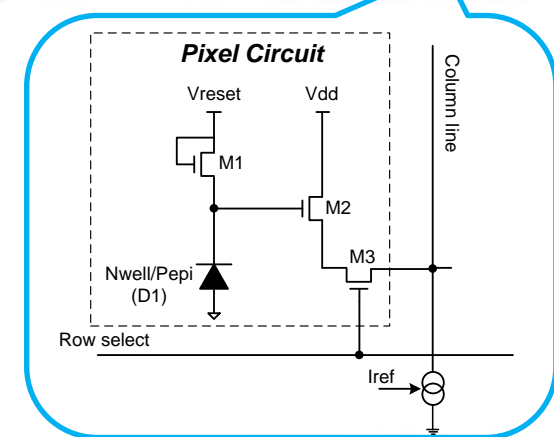 Pixel Circuit
Vreset
Vdd
Column line
M1
M2
M3
Nwell/Pepi
(D1)
Row select
Iref